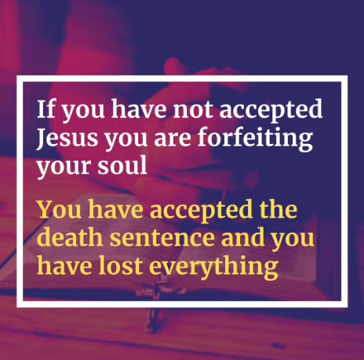 If you have not accepted
Jesus you are forfeiting
your soul
You have accepted the
death sentence and you
have lost everything